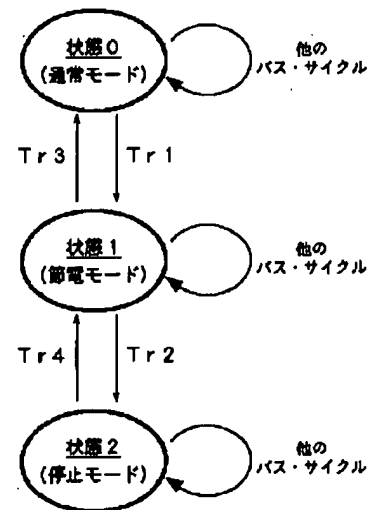 状態0
(通常モード)
他の
バス・サイクル
Tr3
Tr1
状態1
(節電モード)
他の
バス・サイクル
Tr4
Tr2
状態2
(停止モード)
他の
バス・サイクル